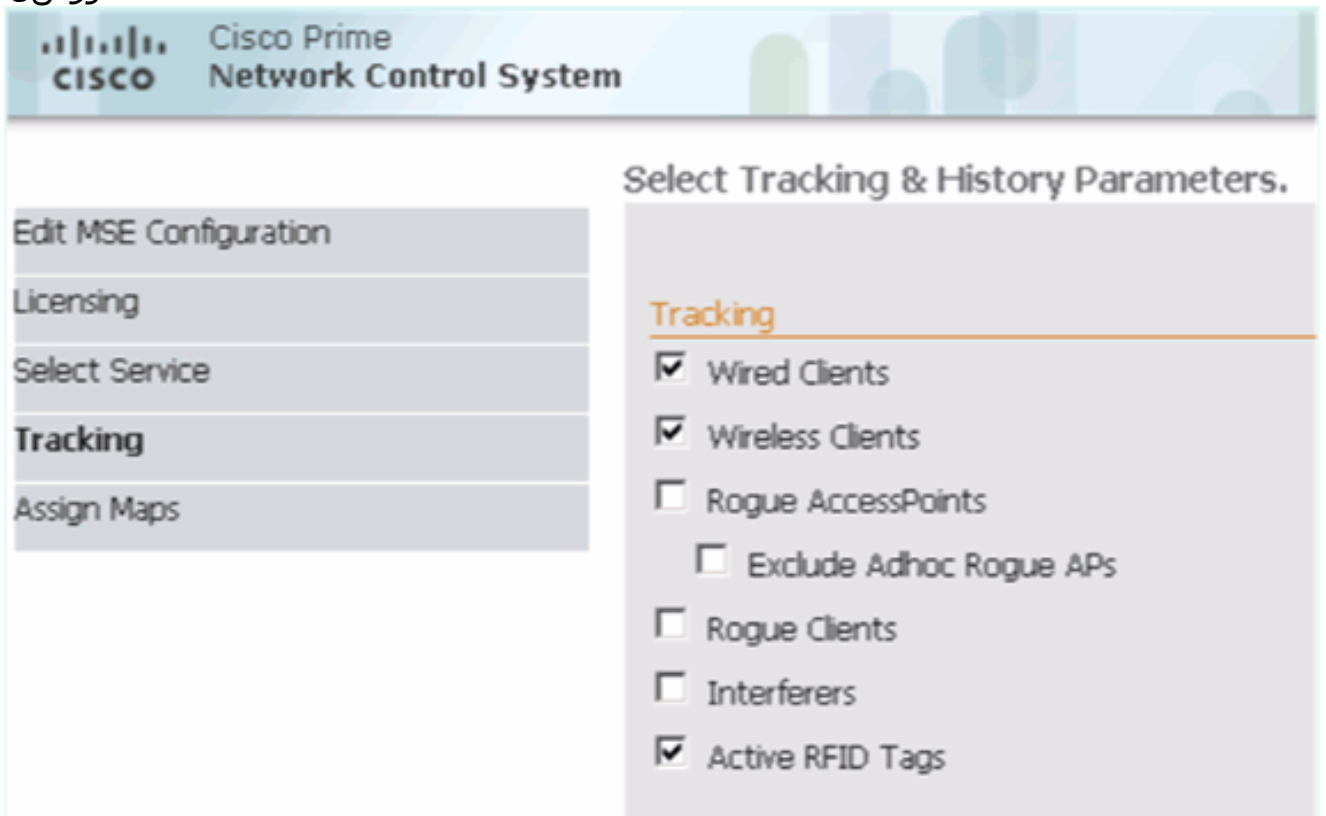 CISCO
Cisco Prime
Network Control System
Edit MSE Configuration
Licensing
Select Service
Tracking
Assign Maps
Select Tracking & History Parameters.
Tracking
Wired Clients
Wireless Clients
Rogue AccessPoints
Exclude Adhoc Rogue APs
Rogue Clients
Interferers
Active RFID Tags